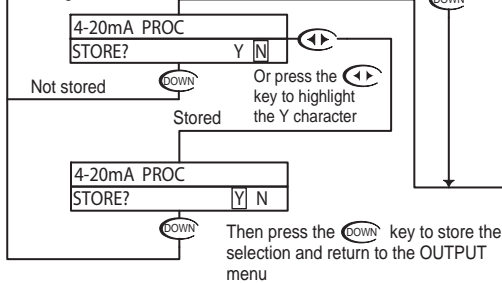 DOWN
4-20mA PROC
STORE? Y N
DOWN
Not stored
Or press the
key to highlight
the Y character
Stored
4-20mA PROC
STORE? Y N
DOWN
Then press the DOWN key to store the
selection and return to the OUTPUT
menu